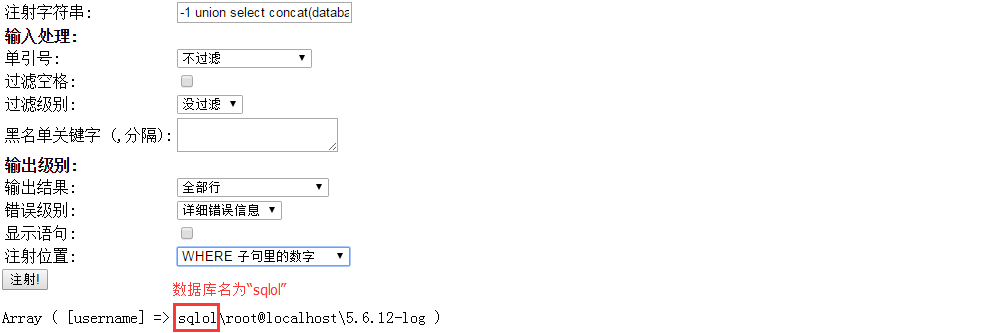 注射字符串: -1 union select concat(databa
输入处理:
单引号: 不过滤
过滤空格:
过滤级别: 没过滤
黑名单关键字 (,分隔):
输出级别:
输出结果: 全部行
错误级别: 详细错误信息
显示语句:
注射位置: WHERE 子句里的数字
注射!
数据库名为“sqlol”
Array ( [username] => sqlol\root@localhost\5.6.12-log )